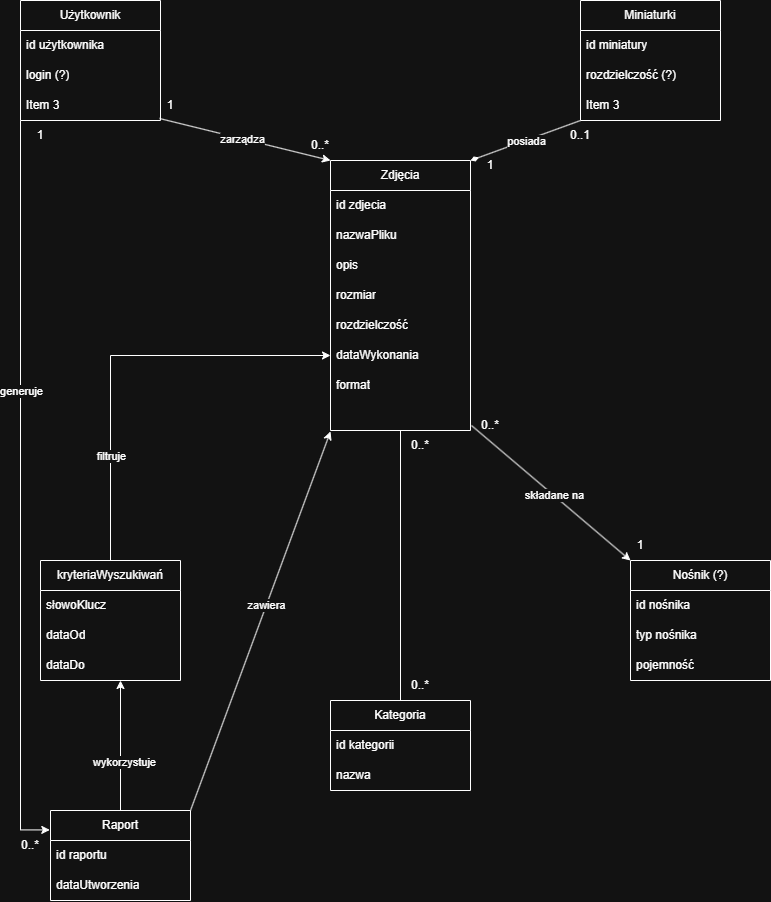 Użytkownik
id użytkownika
login (?)
Item 3
Miniaturki
id miniatury
rozdzielczość (?)
Item 3
1
1
zarządza
0..*
posiada
0..1
1
Zdjęcia
id zdjecia
nazwaPliku
opis
rozmiar
rozdzielczość
dataWykonania
format
generuje
filtruje
0..*
0..*
składane na
1
kryteriaWyszukiwań
słowoKlucz
dataOd
dataDo
zawiera
Nośnik (?)
id nośnika
typ nośnika
pojemność
0..*
Kategoria
id kategorii
nazwa
wykorzystuje
0..*
Raport
id raportu
dataUtworzenia